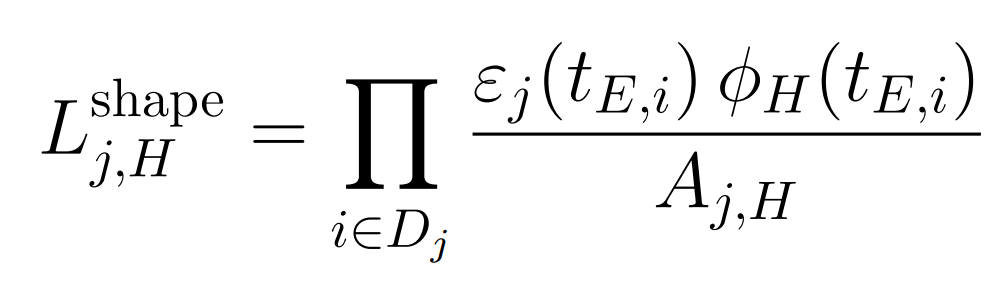 L_{j,H}^{\text{shape}} = \prod_{i \in D_j} \frac{\varepsilon_j(t_{E,i}) \, \phi_H(t_{E,i})}{A_{j,H}}